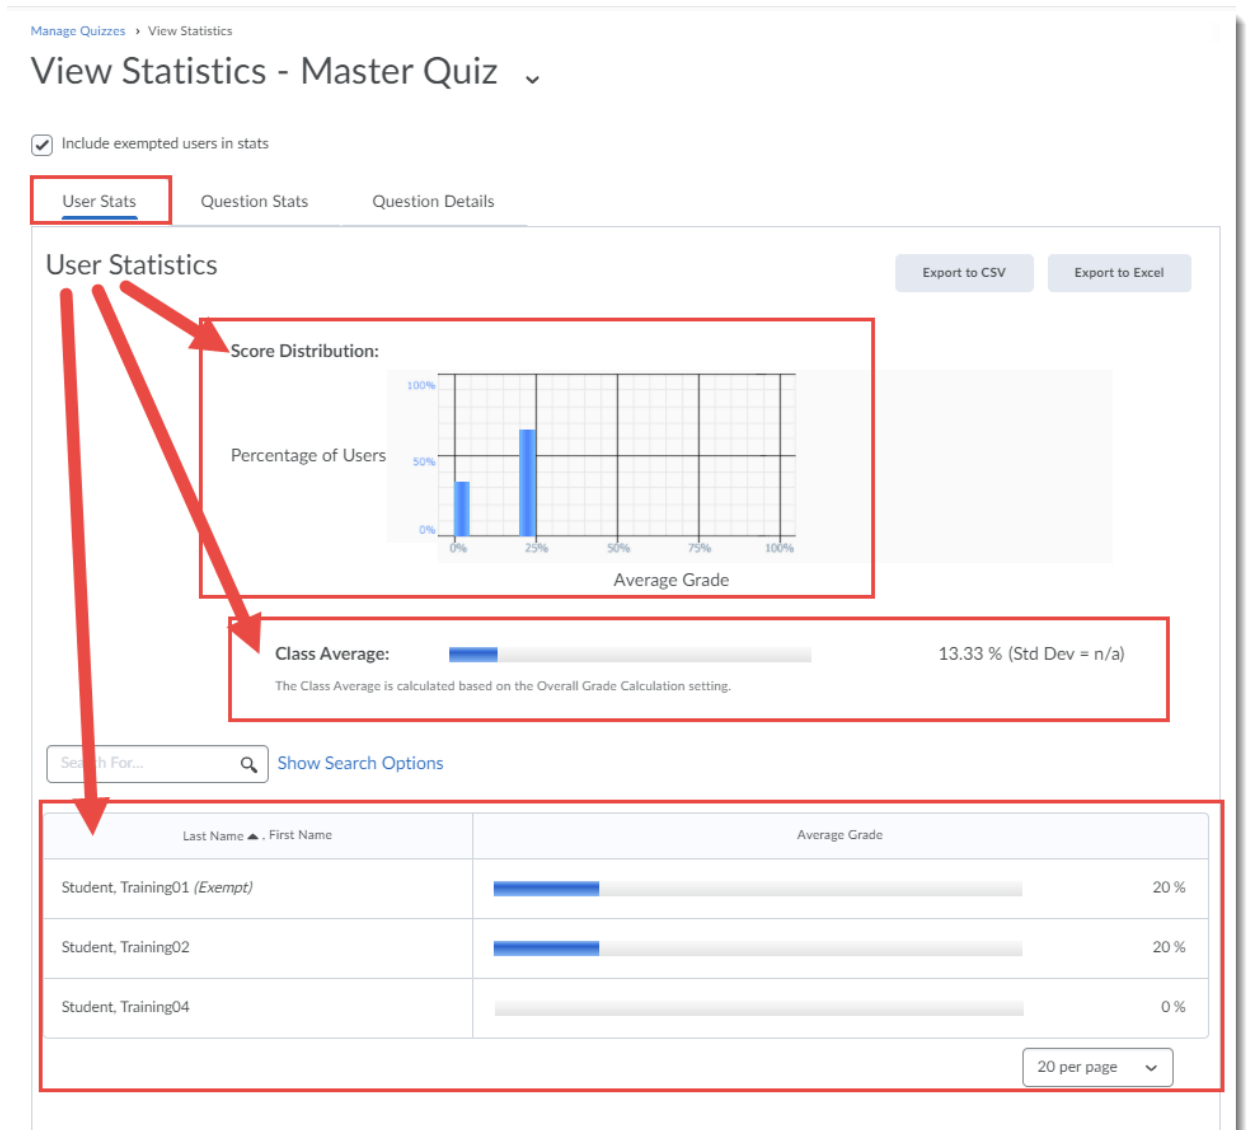 Manage Quizzes › View Statistics
View Statistics - Master Quiz
Include exempted users in stats
User Stats Question Stats Question Details
User Statistics
Export to CSV Export to Excel
Score Distribution:
100%
Percentage of Users
50%
0%
0% 25% 50% 75% 100%
Average Grade
Class Average: 13.33 % (Std Dev = n/a)
The Class Average is calculated based on the Overall Grade Calculation setting.
Search For... Show Search Options
Last Name ▲, First Name Average Grade
Student, Training01 (Exempt) 20 %
Student, Training02 20 %
Student, Training04 0 %
20 per page